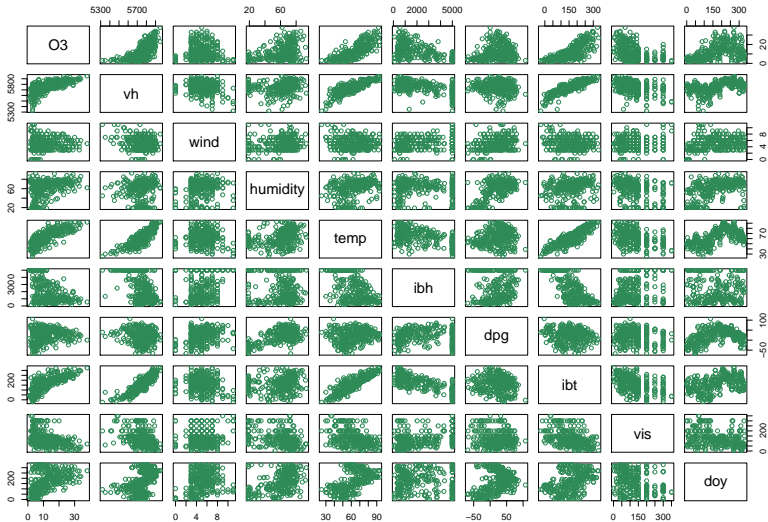 5300 5700
20 60
0 2000 5000
0 150 300
O3
0 20
5300 5800
vh
wind
0 4 8
20 60
humidity
temp
30 70
0 3000
ibh
dpg
−50 100
0 200
ibt
vis
0 200
0 200
doy
0 10 30
0 4 8
30 60 90
−50 50
0 150 300